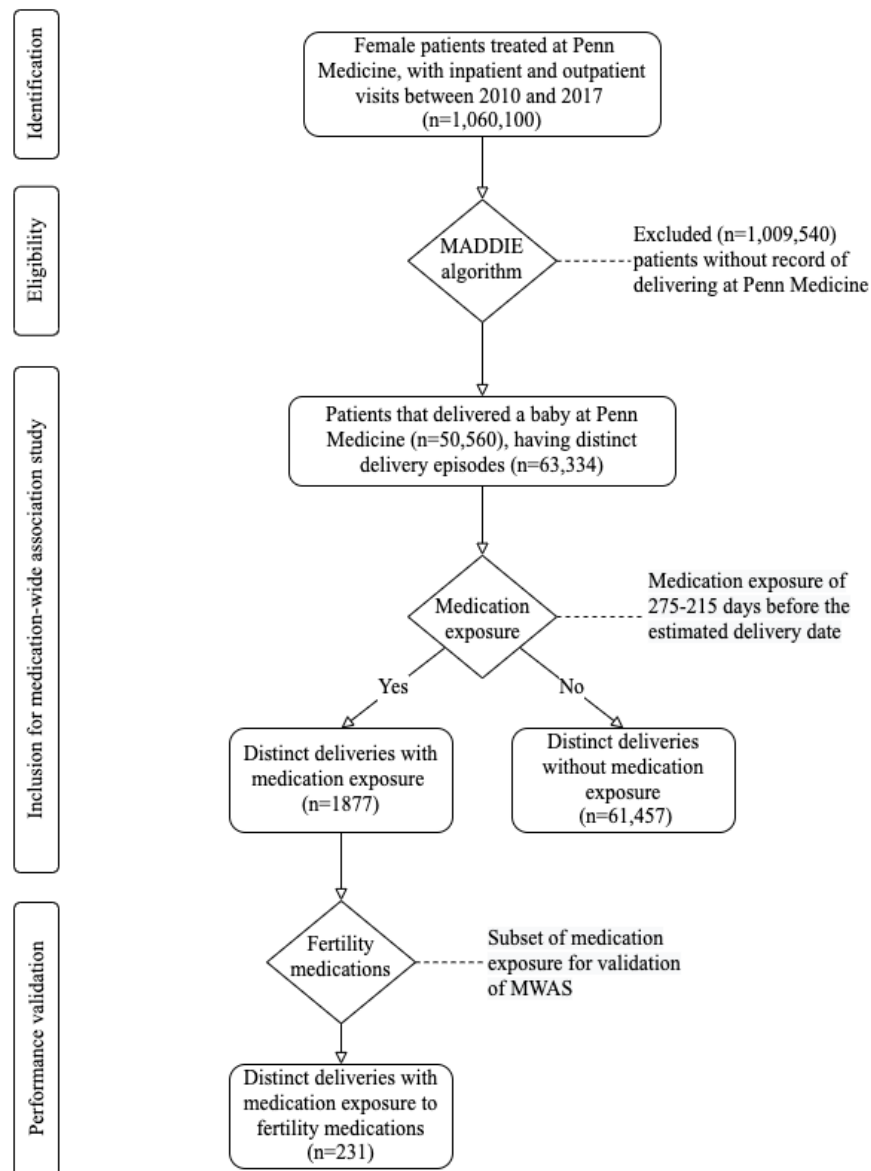 Identification
Female patients treated at Penn
Medicine, with inpatient and outpatient
visits between 2010 and 2017
(n=1,060,100)
Eligibility
MADDIE
algorithm
Excluded (n=1,009,540)
patients without record of
delivering at Penn Medicine
Inclusion for medication-wide association study
Patients that delivered a baby at Penn
Medicine (n=50,560), having distinct
delivery episodes (n=63,334)
Medication
exposure
Medication exposure of
275-215 days before the
estimated delivery date
Yes
No
Distinct deliveries with
medication exposure
(n=1877)
Distinct deliveries
without medication
exposure
(n=61,457)
Performance validation
Fertility
medications
Subset of medication
exposure for validation
of MWAS
Distinct deliveries with
medication exposure to
fertility medications
(n=231)